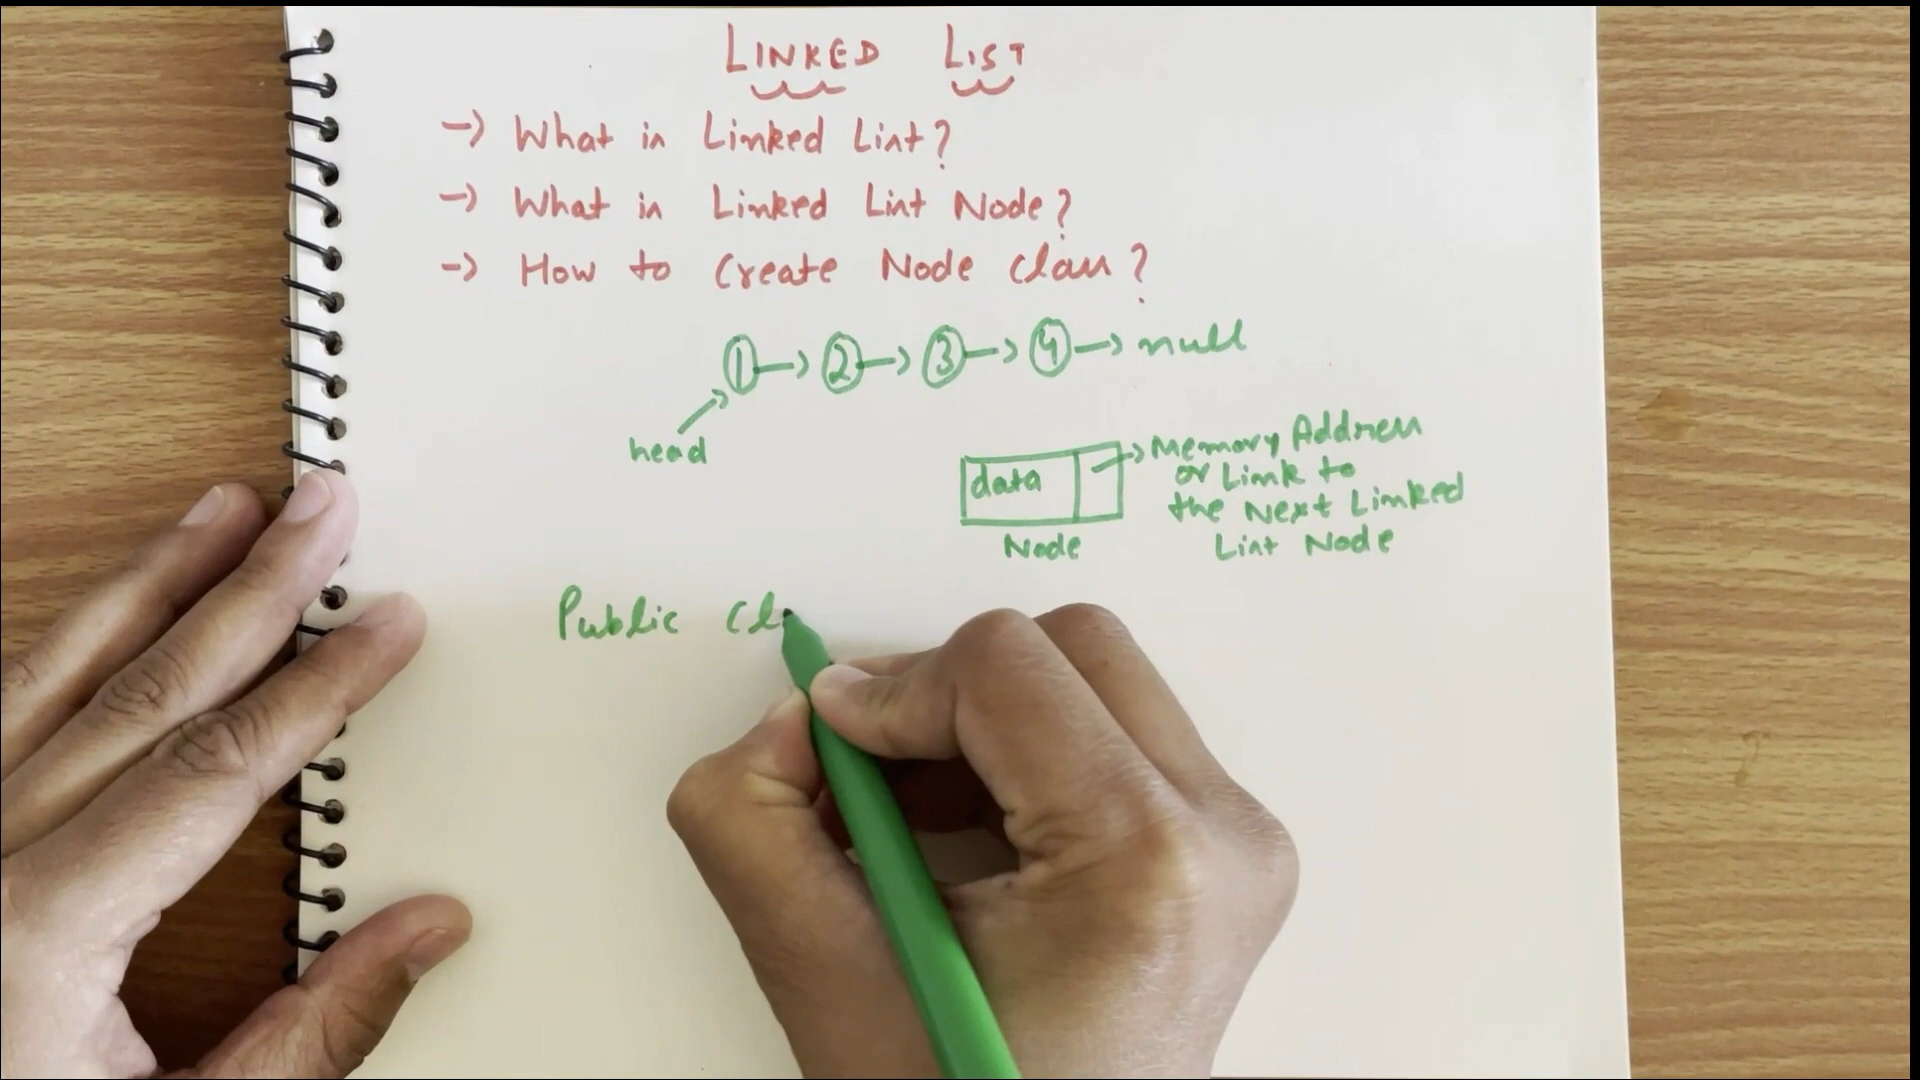 LINKED LIST
-> What is Linked List?
-> What is Linked List Node?
-> How to Create Node Class?
1 -> 2 -> 3 -> 4 -> null
head
data
Node
Memory Address
or Link to
the Next Linked
List Node
Public Cl